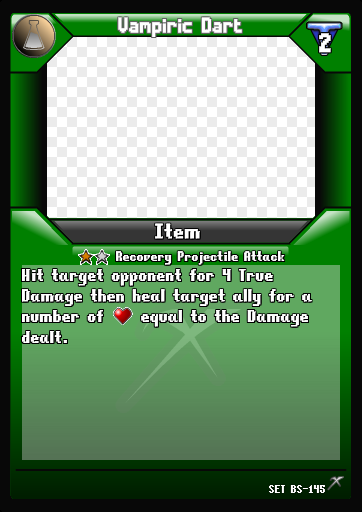 Vampiric Dart
2
Item
Recovery Projectile Attack
Hit target opponent for 4 True
Damage then heal target ally for a
number of ❤ equal to the Damage
dealt.
SET BS-145